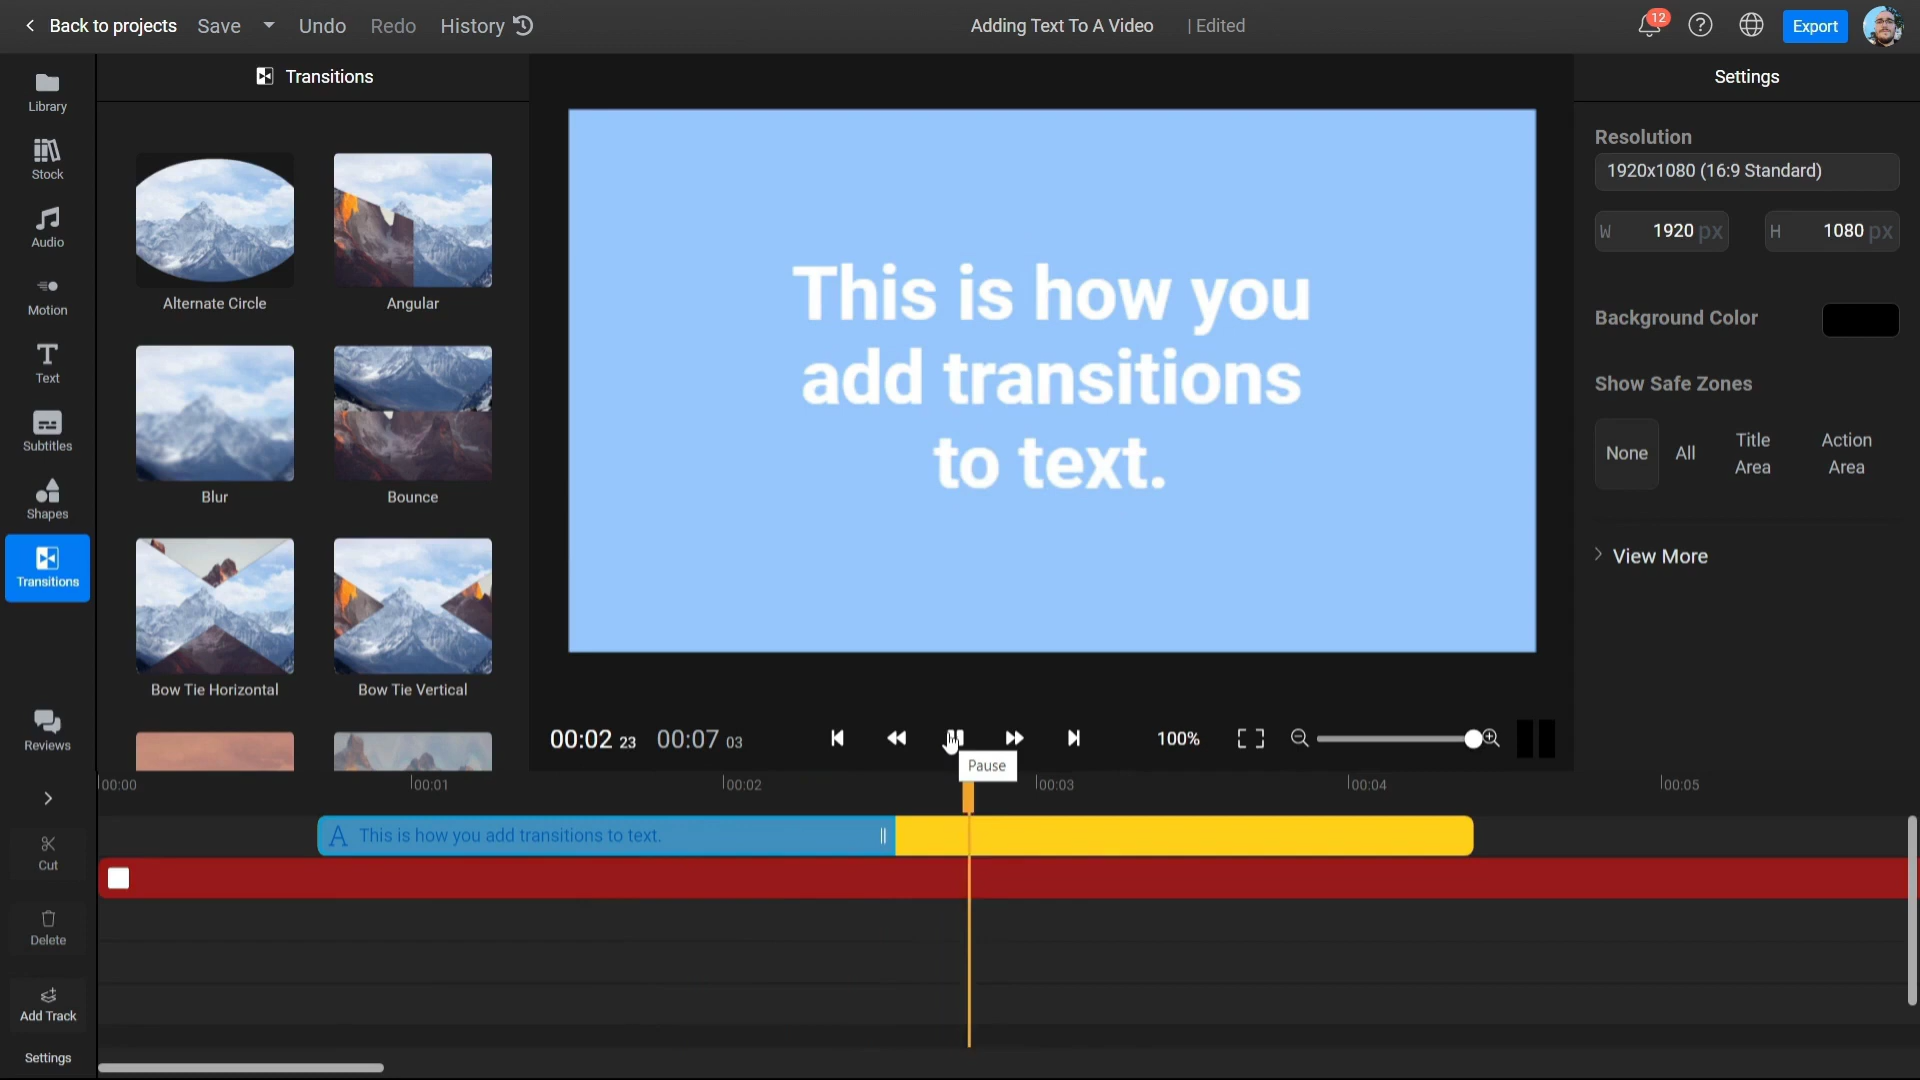 Back to projects Save Undo Redo History
Adding Text To A Video | Edited
12
Export
Library
Stock
Audio
Motion
Text
Subtitles
Shapes
Transitions
Reviews
Cut
Delete
Add Track
Settings
Transitions
Alternate Circle Angular
Blur Bounce
Bow Tie Horizontal Bow Tie Vertical
This is how you
add transitions
to text.
00:02 23 00:07 03
100%
Pause
Settings
Resolution
1920x1080 (16:9 Standard)
W 1920 px H 1080 px
Background Color
Show Safe Zones
None All Title Area Action Area
View More
00:00 00:01 00:02 00:03 00:04 00:05
A This is how you add transitions to text.